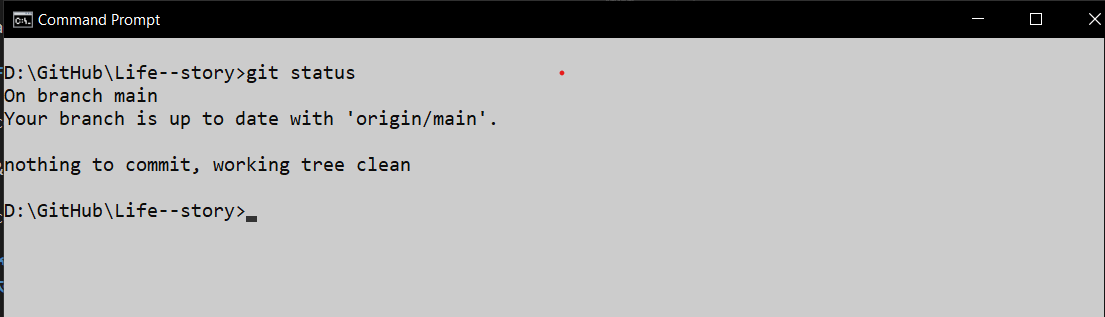 Command Prompt
D:\GitHub\Life--story>git status
On branch main
Your branch is up to date with 'origin/main'.
nothing to commit, working tree clean
D:\GitHub\Life--story>